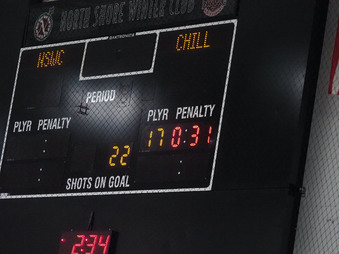 NORTH SHORE WINTER CLUB
DAKTRONICS
NSWC CHILL
PERIOD
PLYR PENALTY PLYR PENALTY
17 0:31
22
SHOTS ON GOAL
2:34